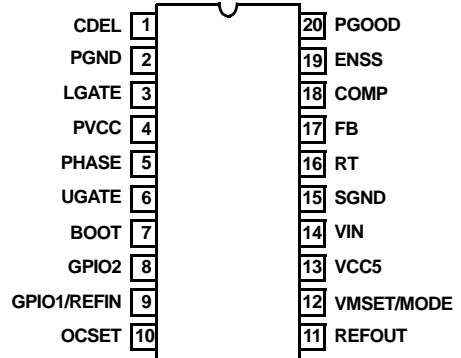 CDEL 1 20 PGOOD
PGND 2 19 ENSS
LGATE 3 18 COMP
PVCC 4 17 FB
PHASE 5 16 RT
UGATE 6 15 SGND
BOOT 7 14 VIN
GPIO2 8 13 VCC5
GPIO1/REFIN 9 12 VMSET/MODE
OCSET 10 11 REFOUT